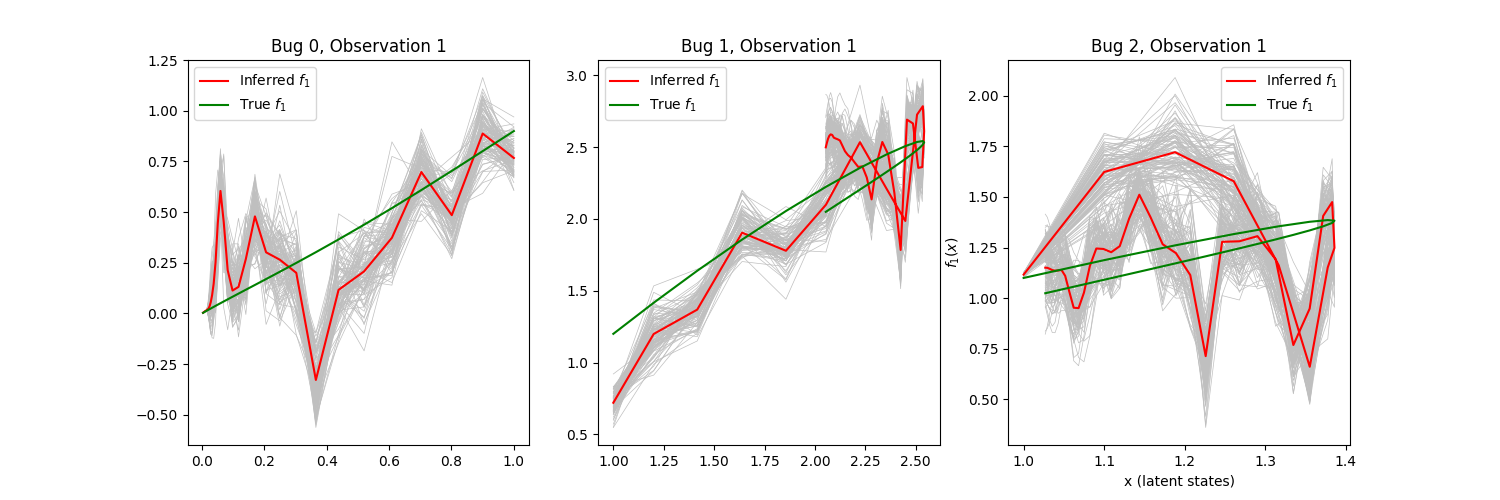 Bug 0, Observation 1
Inferred f₁
True f₁
1.25
1.00
0.75
0.50
0.25
0.00
−0.25
−0.50
0.0 0.2 0.4 0.6 0.8 1.0
Bug 1, Observation 1
Inferred f₁
True f₁
3.0
2.5
2.0
1.5
1.0
0.5
1.00 1.25 1.50 1.75 2.00 2.25 2.50
Bug 2, Observation 1
Inferred f₁
True f₁
f₁(x)
2.00
1.75
1.50
1.25
1.00
0.75
0.50
1.0 1.1 1.2 1.3 1.4
x (latent states)